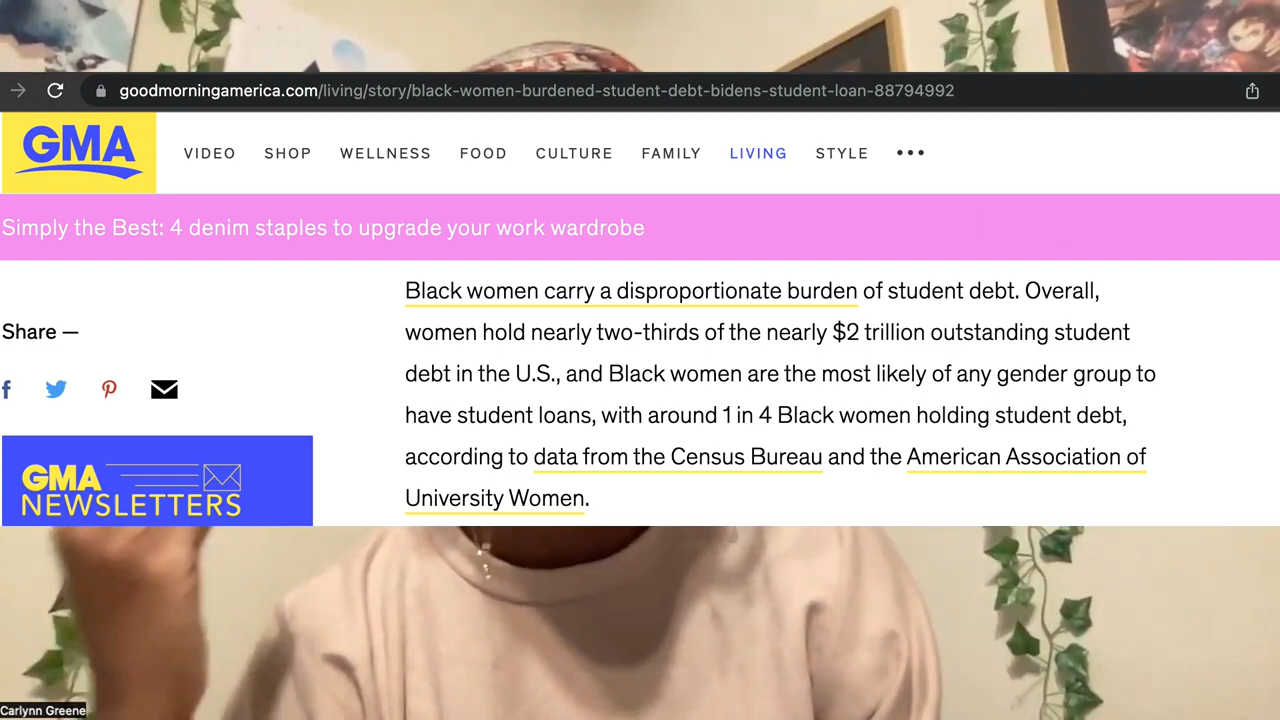 goodmorningamerica.com/living/story/black-women-burdened-student-debt-bidens-student-loan-88794992
GMA
VIDEO SHOP WELLNESS FOOD CULTURE FAMILY LIVING STYLE •••
Simply the Best: 4 denim staples to upgrade your work wardrobe
Share —
Black women carry a disproportionate burden of student debt. Overall,
women hold nearly two-thirds of the nearly $2 trillion outstanding student
debt in the U.S., and Black women are the most likely of any gender group to
have student loans, with around 1 in 4 Black women holding student debt,
according to data from the Census Bureau and the American Association of
University Women.
GMA
NEWSLETTERS
Carlynn Greene